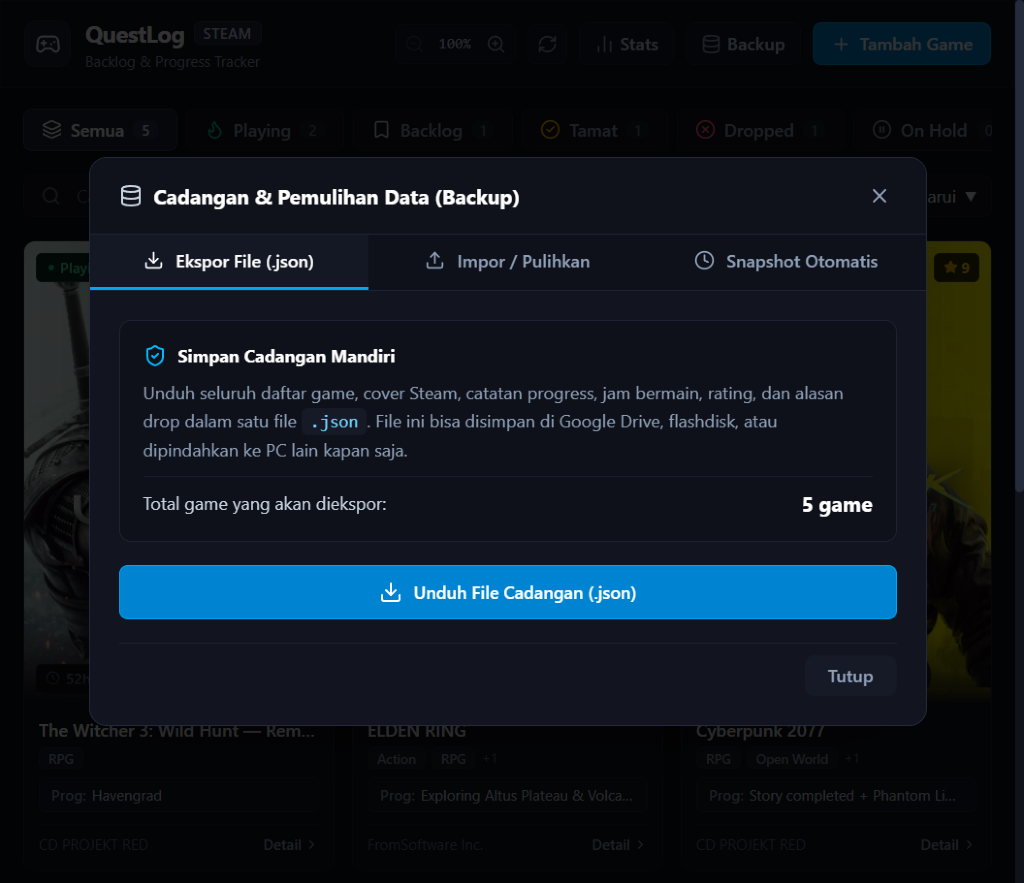 QuestLog STEAM
Backlog & Progress Tracker
100%
Stats
Backup
Tambah Game
Semua 5
Playing 2
Backlog 1
Tamat 1
Dropped 1
On Hold 0
Cadangan & Pemulihan Data (Backup)
Ekspor File (.json)
Impor / Pulihkan
Snapshot Otomatis
9
Simpan Cadangan Mandiri
Unduh seluruh daftar game, cover Steam, catatan progress, jam bermain, rating, dan alasan
drop dalam satu file .json. File ini bisa disimpan di Google Drive, flashdisk, atau
dipindahkan ke PC lain kapan saja.
Total game yang akan diekspor:
5 game
Unduh File Cadangan (.json)
Tutup
The Witcher 3: Wild Hunt — Rem...
RPG
Prog: Havengrad
CD PROJEKT RED
Detail
ELDEN RING
Action RPG +1
Prog: Exploring Altus Plateau & Volca...
FromSoftware Inc.
Detail
Cyberpunk 2077
RPG Open World +1
Prog: Story completed + Phantom Li...
CD PROJEKT RED
Detail